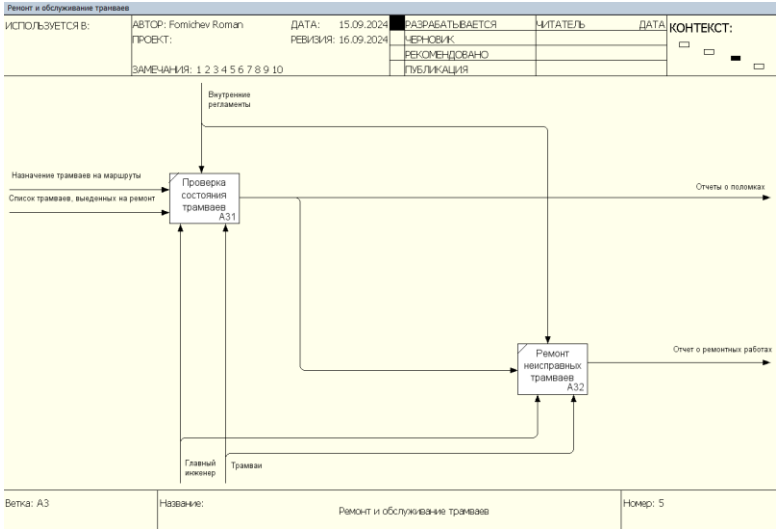 Ремонт и обслуживание трамваев
ИСПОЛЬЗУЕТСЯ В:
АВТОР: Fomichev Roman
ДАТА: 15.09.2024
ПРОЕКТ:
РЕВИЗИЯ: 16.09.2024
ЗАМЕЧАНИЯ: 1 2 3 4 5 6 7 8 9 10
РАЗРАБАТЫВАЕТСЯ
ЧЕРНОВИК
РЕКОМЕНДОВАНО
ПУБЛИКАЦИЯ
ЧИТАТЕЛЬ
ДАТА
КОНТЕКСТ:
Внутренние
регламенты
Назначение трамваев на маршруты
Список трамваев, выеденных на ремонт
Проверка
состояния
трамваев
A31
Отчеты о поломках
Ремонт
неисправных
трамваев
A32
Отчет о ремонтных работах
Главный
инженер
Трамваи
Ветка: A3
Название:
Ремонт и обслуживание трамваев
Номер: 5